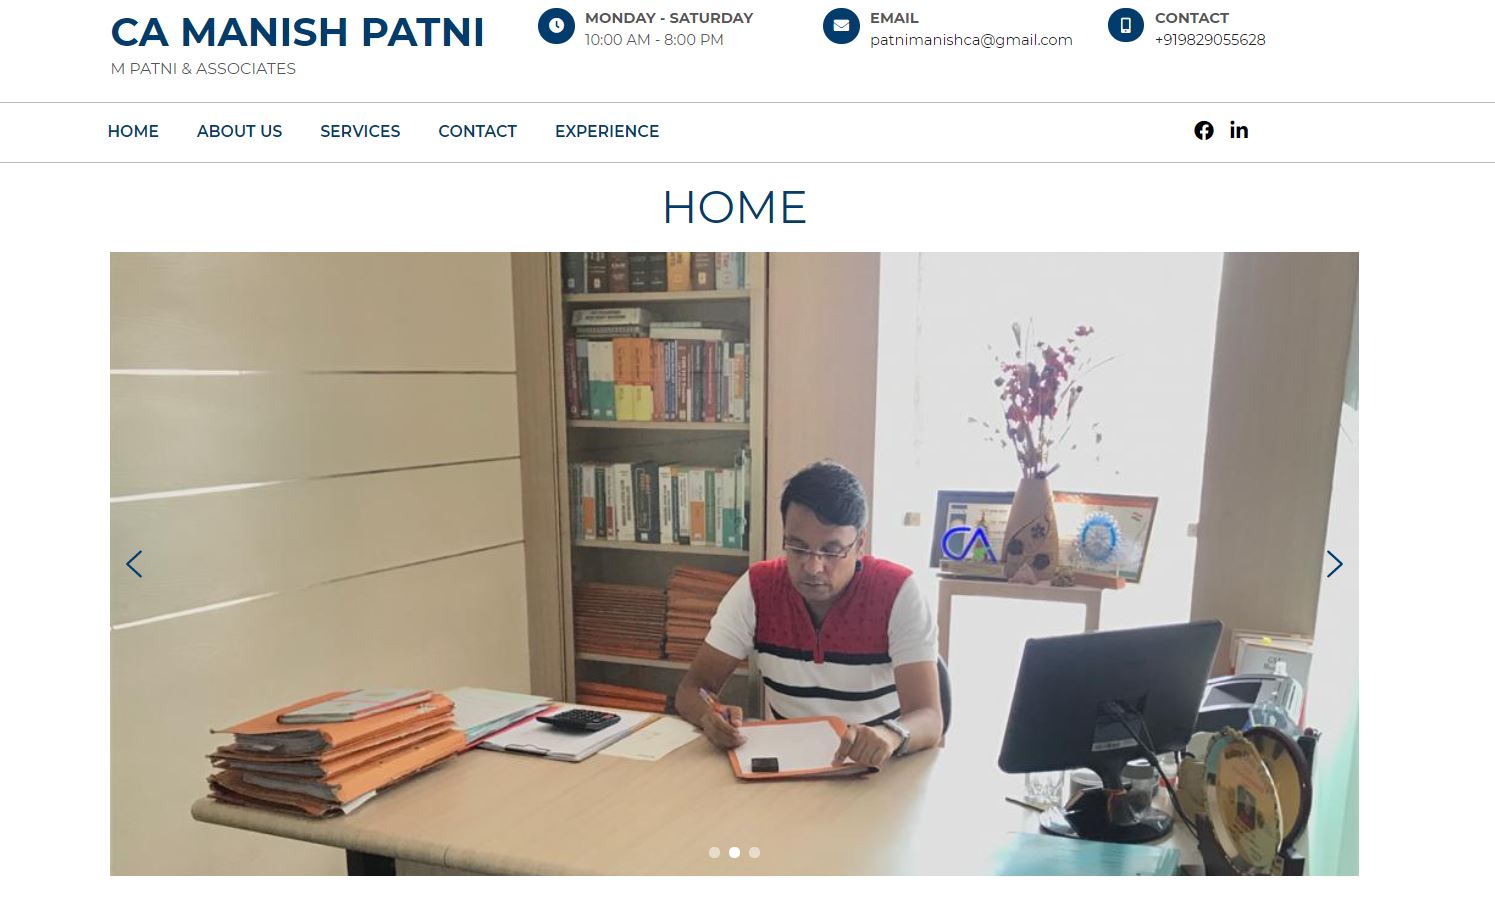 CA MANISH PATNI
M PATNI & ASSOCIATES
MONDAY - SATURDAY
10:00 AM - 8:00 PM
EMAIL
patnimanishca@gmail.com
CONTACT
+919829055628
HOME
ABOUT US
SERVICES
CONTACT
EXPERIENCE
HOME
CA